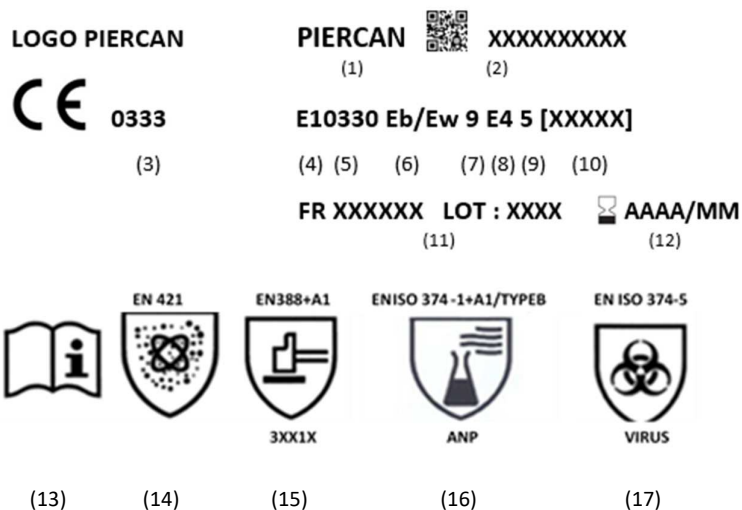 LOGO PIERCAN PIERCAN XXXXXXXXXX
(1) (2)
CE 0333 E10330 Eb/Ew 9 E4 5 [XXXXX]
(3) (4) (5) (6) (7) (8) (9) (10)
FR XXXXXX LOT : XXXX AAAA/MM
(11) (12)
EN 421 EN388+A1 ENISO 374-1+A1/TYPEB EN ISO 374-5
i
3XX1X ANP VIRUS
(13) (14) (15) (16) (17)